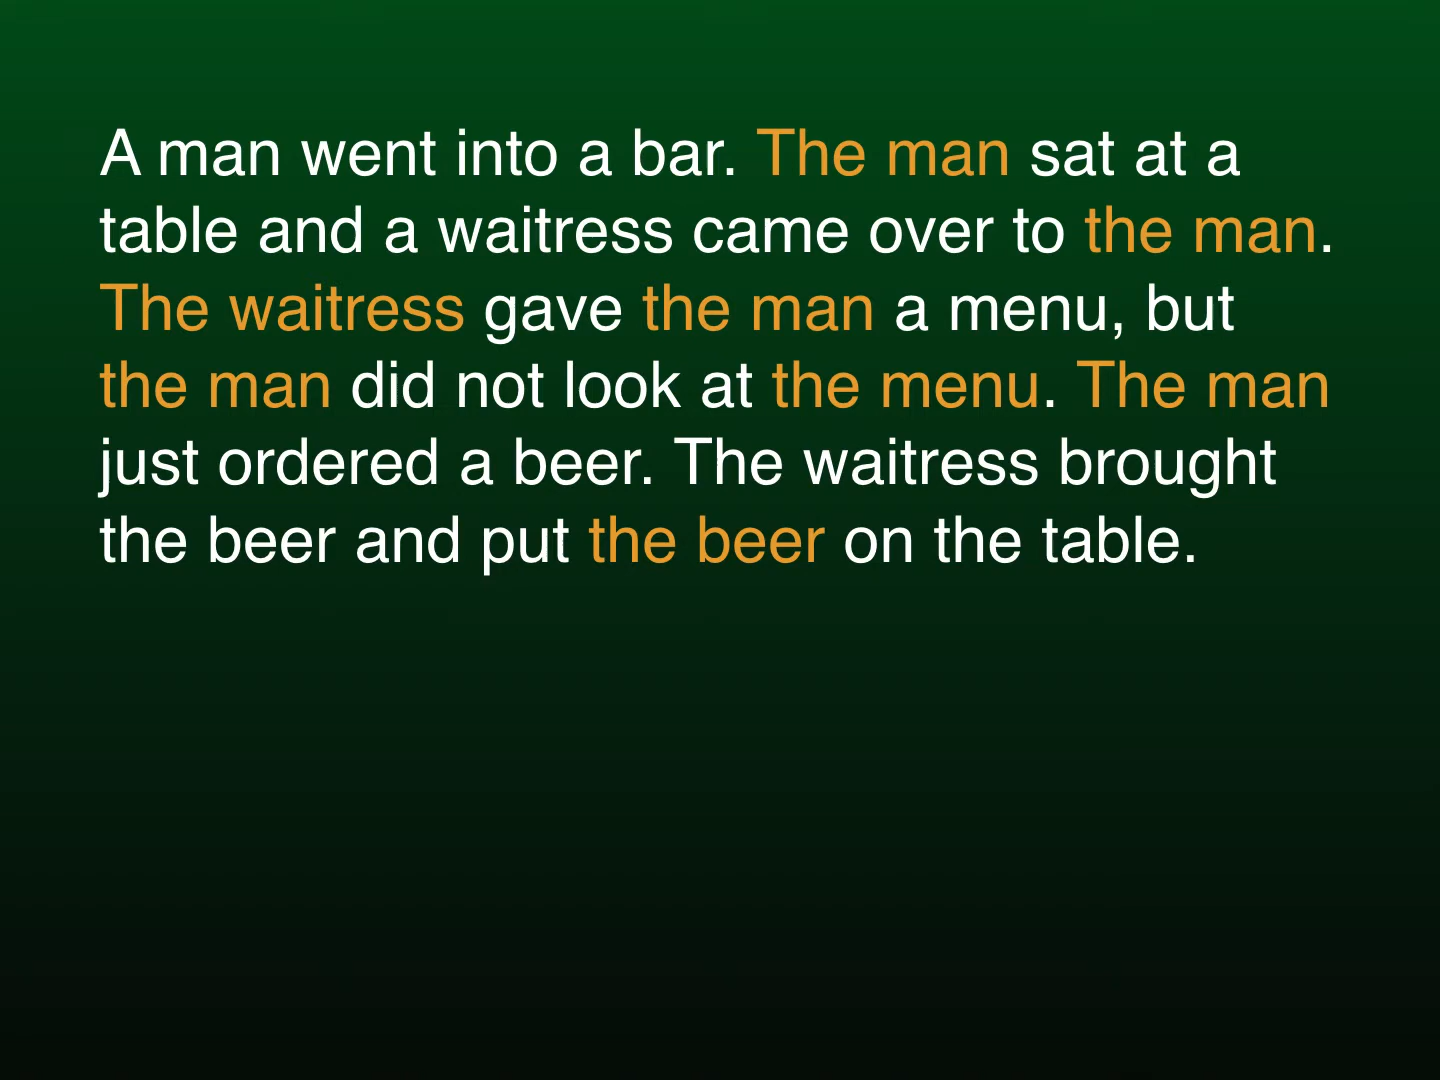 A man went into a bar. The man sat at a
table and a waitress came over to the man.
The waitress gave the man a menu, but
the man did not look at the menu. The man
just ordered a beer. The waitress brought
the beer and put the beer on the table.